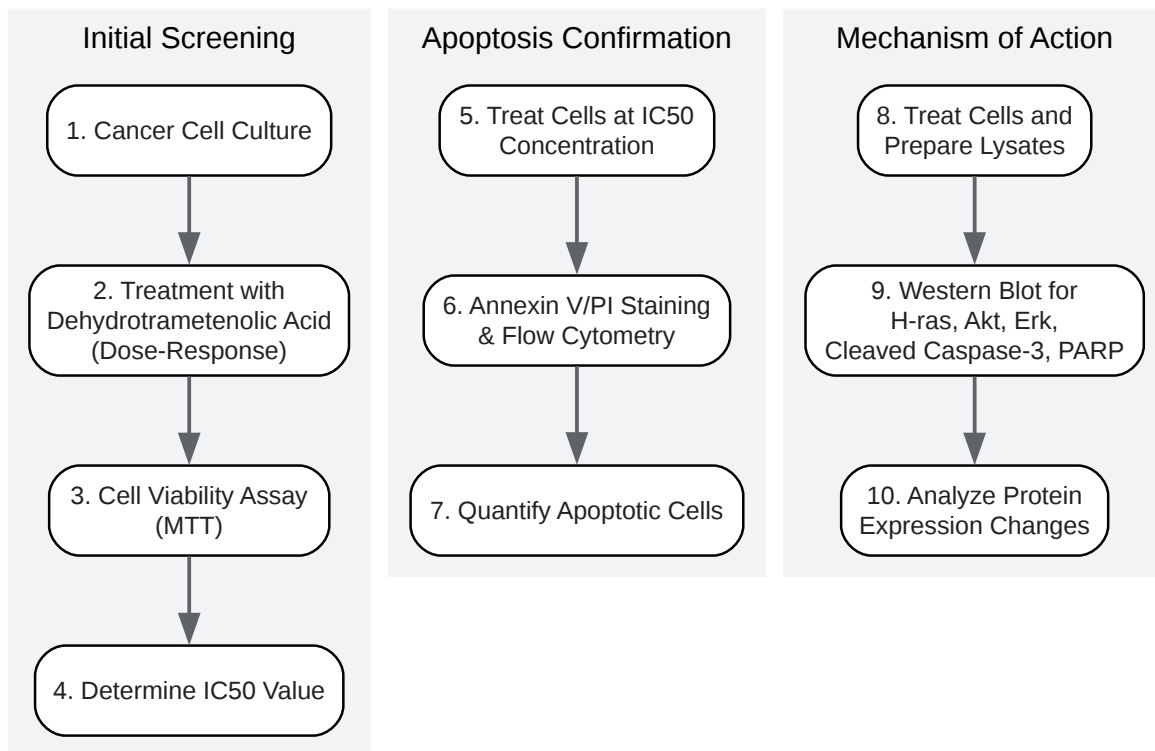 Initial Screening
1. Cancer Cell Culture
2. Treatment with
Dehydrotrametenolic Acid
(Dose-Response)
3. Cell Viability Assay
(MTT)
4. Determine IC50 Value
Apoptosis Confirmation
5. Treat Cells at IC50
Concentration
6. Annexin V/PI Staining
& Flow Cytometry
7. Quantify Apoptotic Cells
Mechanism of Action
8. Treat Cells and
Prepare Lysates
9. Western Blot for
H-ras, Akt, Erk,
Cleaved Caspase-3, PARP
10. Analyze Protein
Expression Changes